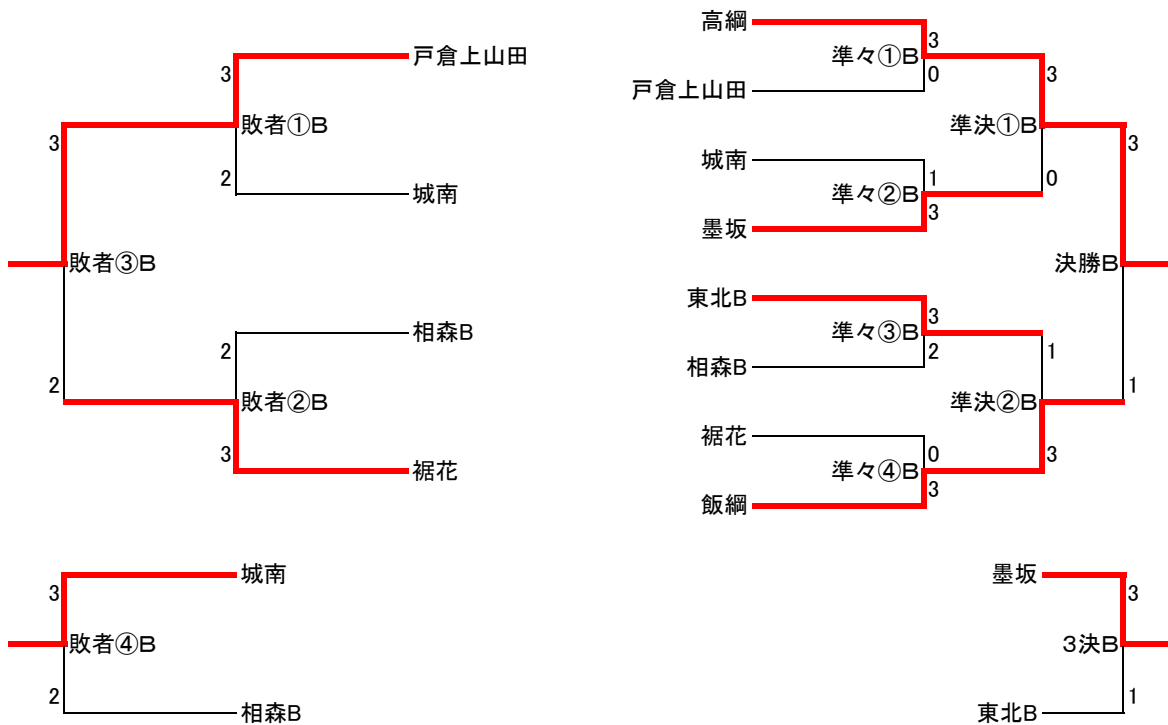 戸倉上山田
3
敗者①B
3
2
城南
敗者③B
相森B
2
2
敗者②B
3
裾花
城南
3
敗者④B
2
相森B
高綱
3
準々①B
0
3
戸倉上山田
準決①B
3
城南
1
0
準々②B
3
墨坂
決勝B
東北B
3
準々③B
1
2
相森B
1
準決②B
裾花
0
3
準々④B
3
飯綱
墨坂
3
3決B
1
東北B